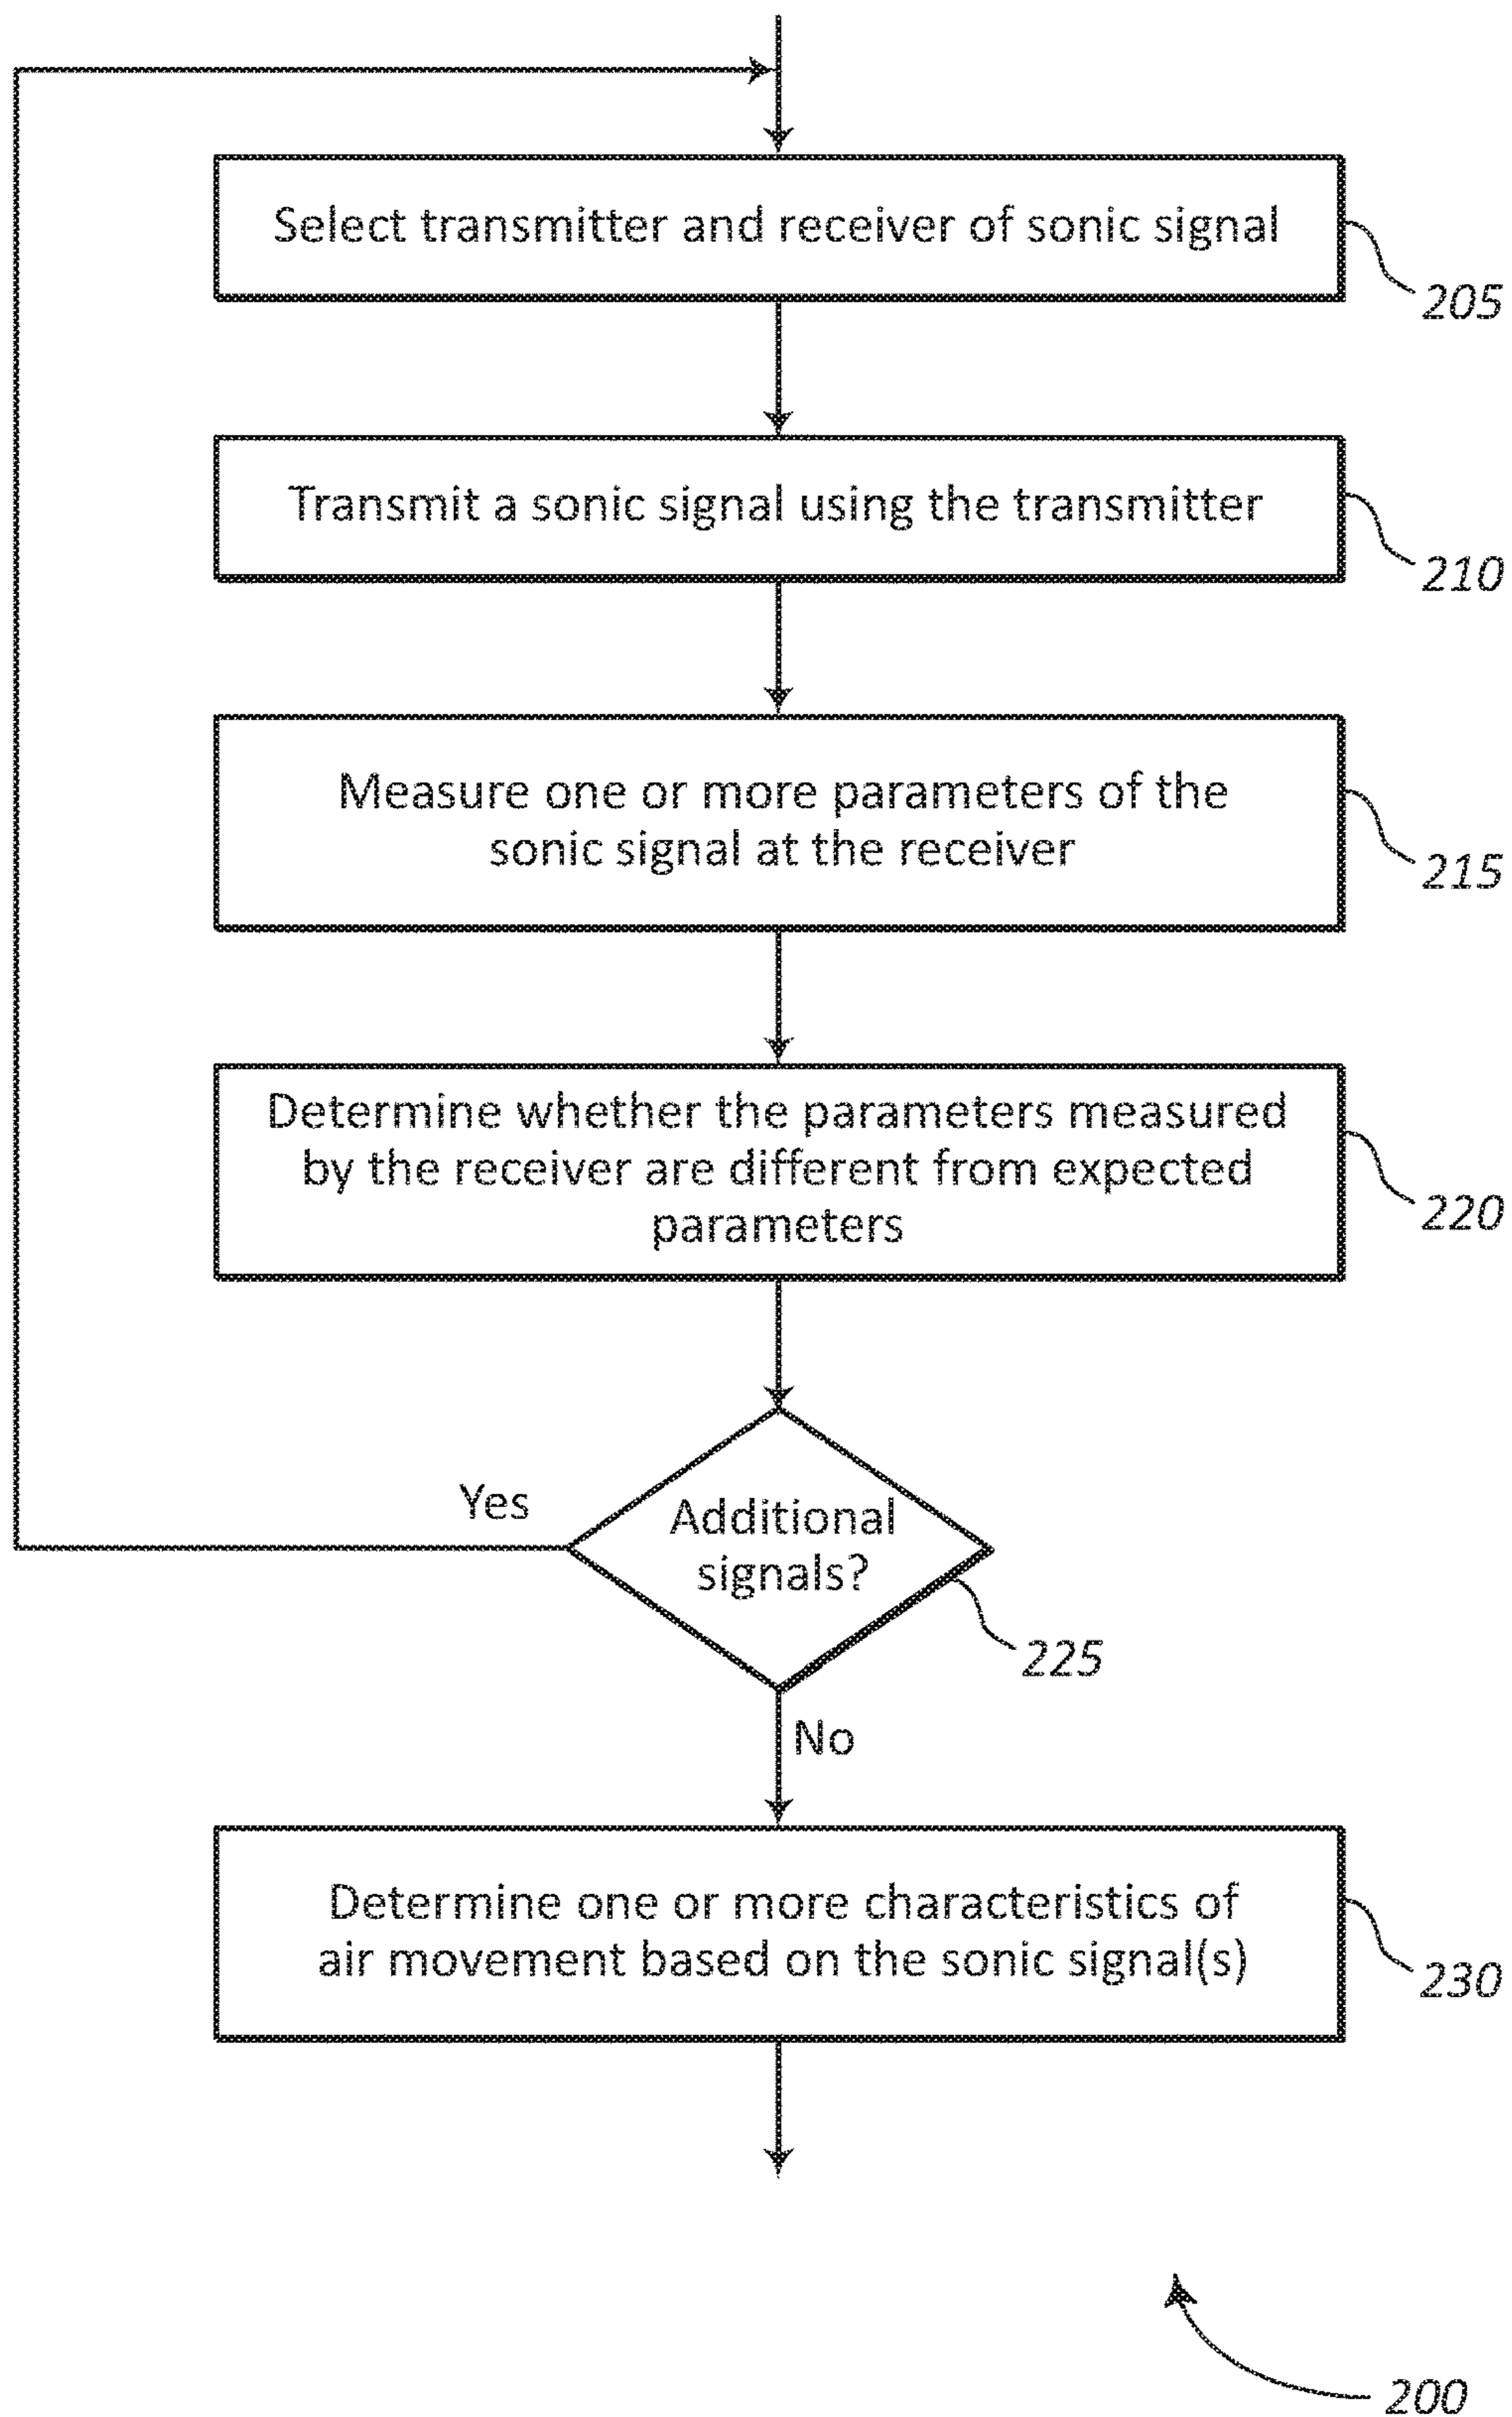 Select transmitter and receiver of sonic signal
205
Transmit a sonic signal using the transmitter
210
Measure one or more parameters of the
sonic signal at the receiver
215
Determine whether the parameters measured
by the receiver are different from expected
parameters
220
Yes
Additional
signals?
225
No
Determine one or more characteristics of
air movement based on the sonic signal(s)
230
200